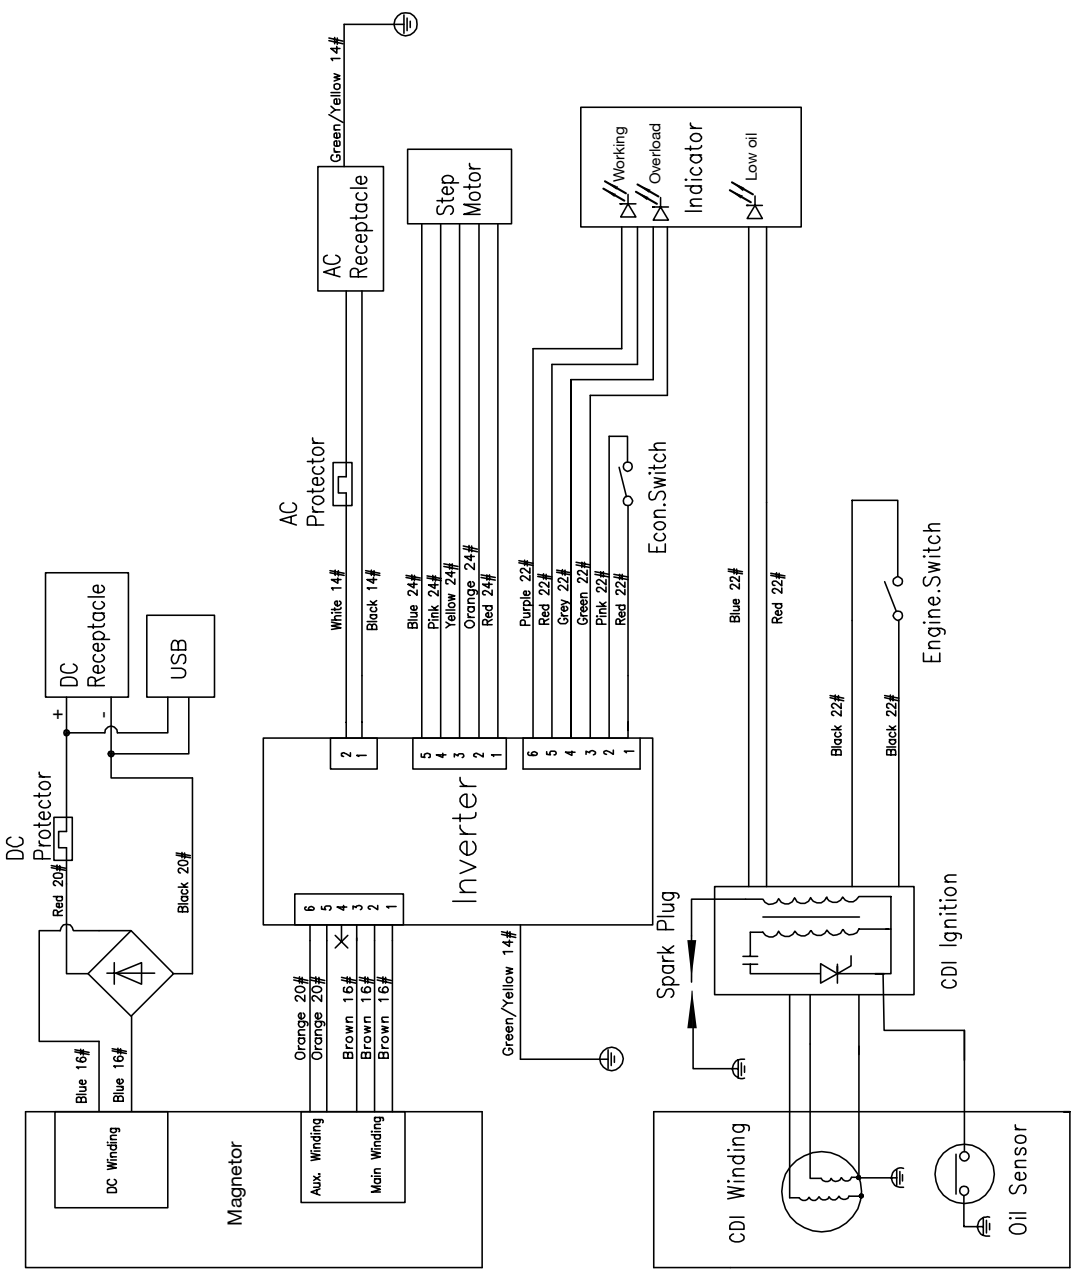 DC
Protector
Red 20#
Black 20#
+
-
DC
Receptacle
USB
Blue 16#
Blue 16#
DC Winding
Magnetor
Aux. Winding
Main Winding
Orange 20#
Orange 20#
Brown 16#
Brown 16#
Brown 16#
6
5
4
3
2
1
Inverter
Green/Yellow 14#
2
1
White 14#
Black 14#
AC
Protector
AC
Receptacle
Green/Yellow 14#
5
4
3
2
1
Blue 24#
Pink 24#
Yellow 24#
Orange 24#
Red 24#
Step
Motor
6
5
4
3
2
1
Purple 22#
Red 22#
Grey 22#
Green 22#
Pink 22#
Red 22#
Econ.Switch
Working
Overload
Indicator
Low oil
Blue 22#
Red 22#
Black 22#
Black 22#
Engine.Switch
Spark Plug
CDI Ignition
CDI Winding
Oil Sensor